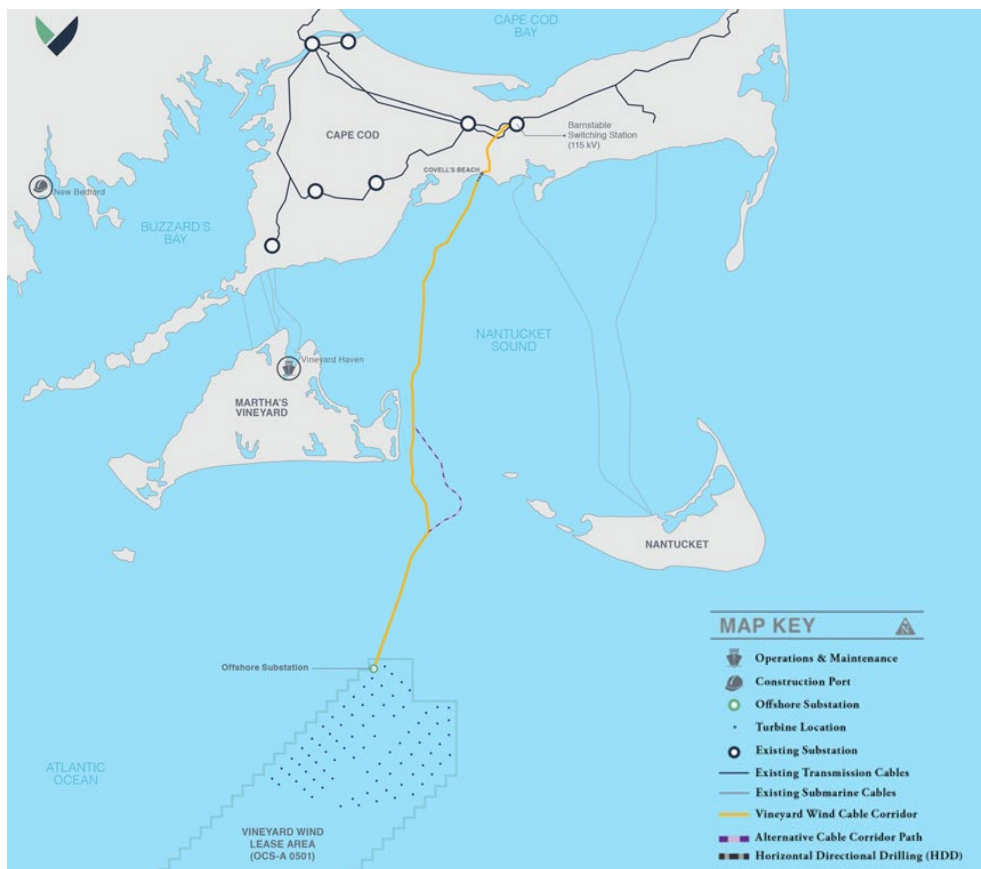 CAPE COD
BAY
CAPE COD
Barnstable
Switching Station
(115 kV)
COVELL'S BEACH
New Bedford
BUZZARD'S
BAY
NANTUCKET
SOUND
Vineyard Haven
MARTHA'S
VINEYARD
NANTUCKET
Offshore Substation
ATLANTIC
OCEAN
VINEYARD WIND
LEASE AREA
(OCS-A 0501)
MAP KEY
N
Operations & Maintenance
Construction Port
Offshore Substation
Turbine Location
Existing Substation
Existing Transmission Cables
Existing Submarine Cables
Vineyard Wind Cable Corridor
Alternative Cable Corridor Path
Horizontal Directional Drilling (HDD)